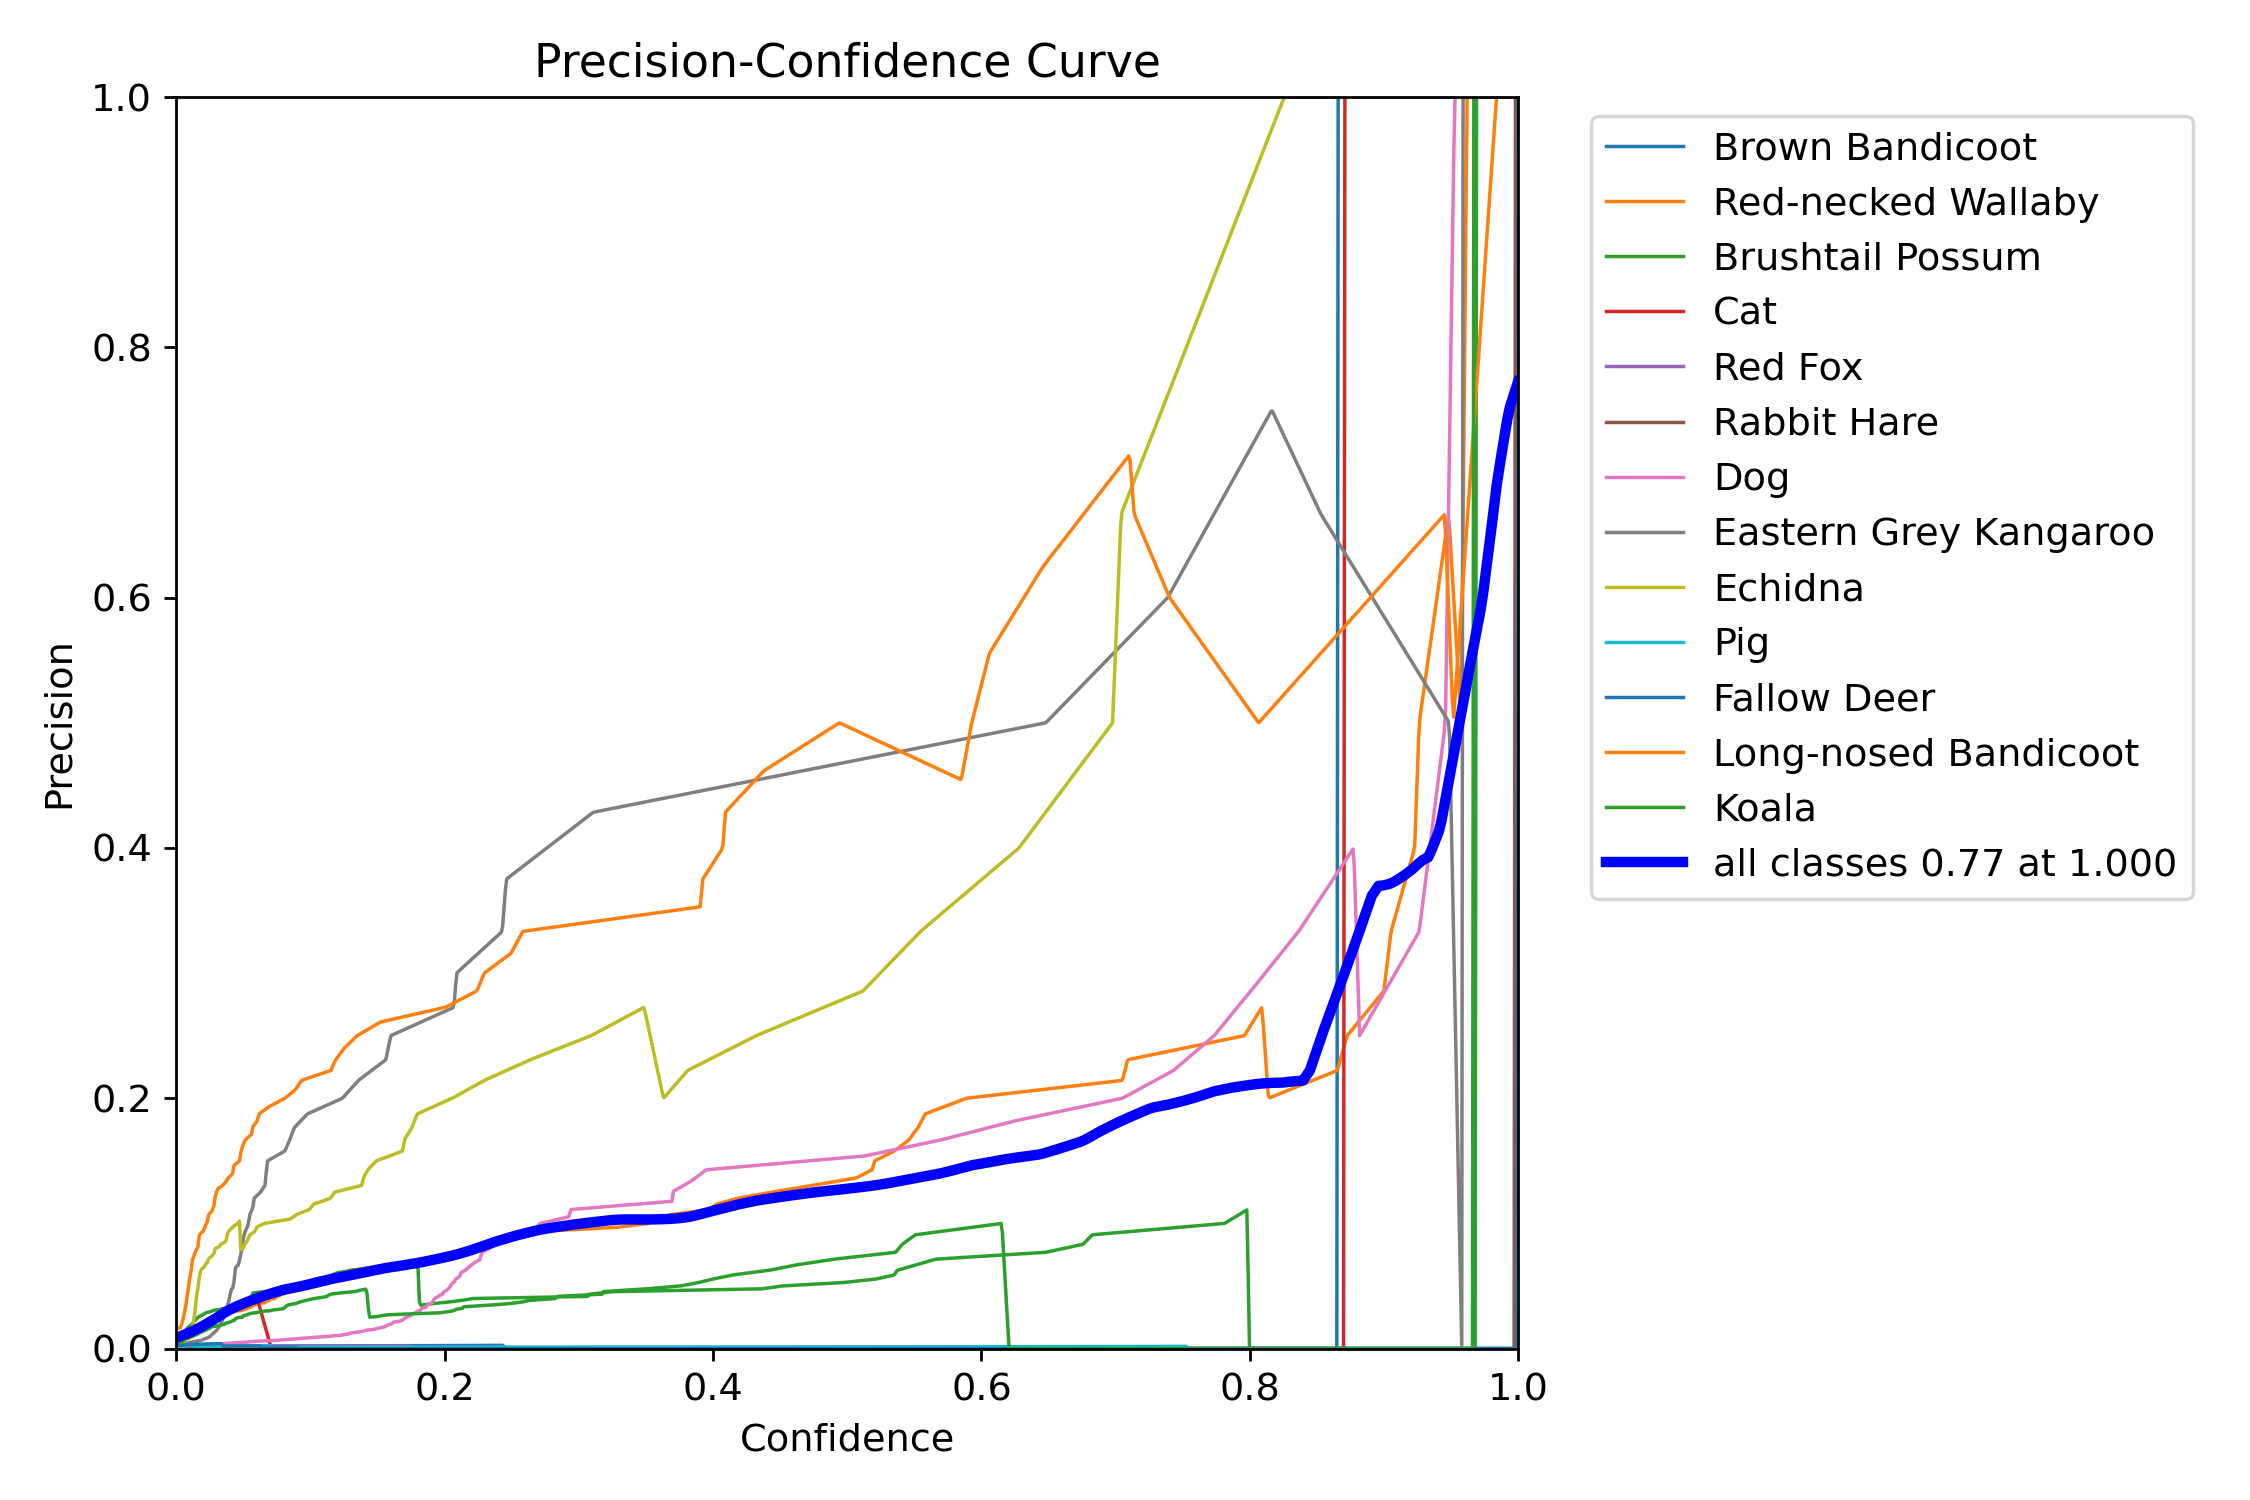 Precision-Confidence Curve
1.0
0.8
0.6
0.4
0.2
0.0
Precision
0.0 0.2 0.4 0.6 0.8 1.0
Confidence
Brown Bandicoot
Red-necked Wallaby
Brushtail Possum
Cat
Red Fox
Rabbit Hare
Dog
Eastern Grey Kangaroo
Echidna
Pig
Fallow Deer
Long-nosed Bandicoot
Koala
all classes 0.77 at 1.000